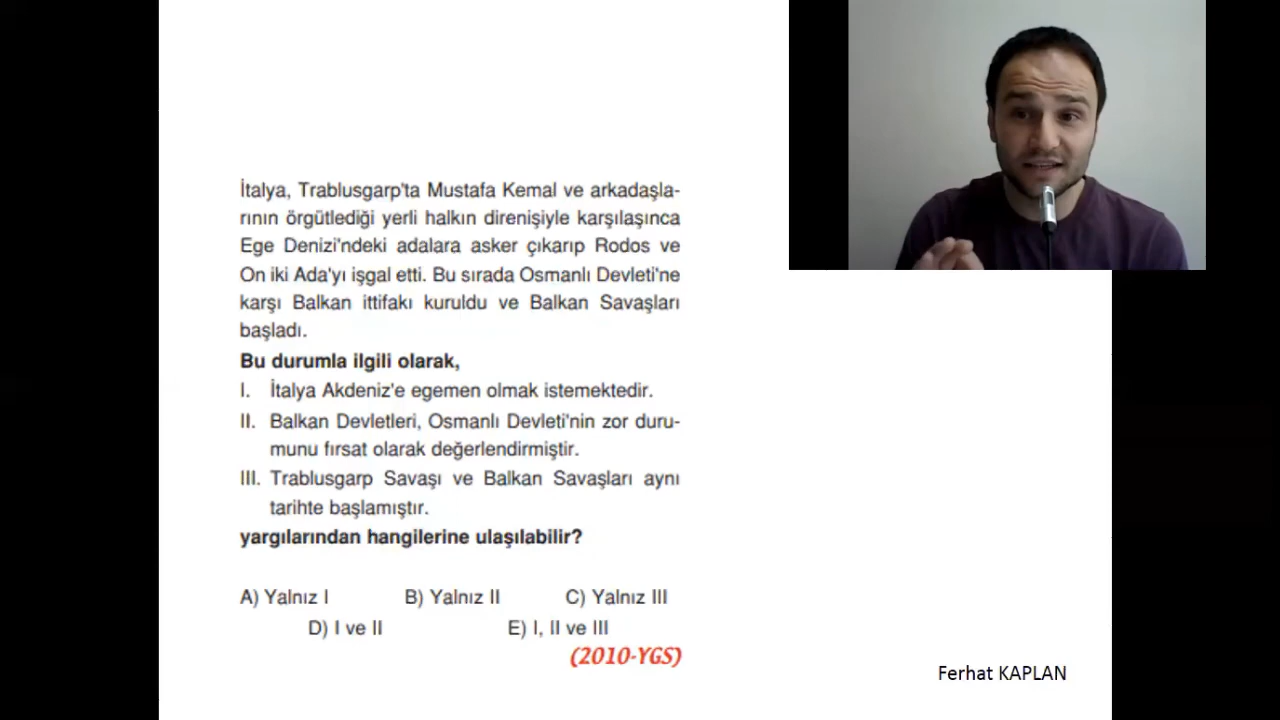 İtalya, Trablusgarp'ta Mustafa Kemal ve arkadaşla-
rının örgütlediği yerli halkın direnişiyle karşılaşınca
Ege Denizi'ndeki adalara asker çıkarıp Rodos ve
On iki Ada'yı işgal etti. Bu sırada Osmanlı Devleti'ne
karşı Balkan ittifakı kuruldu ve Balkan Savaşları
başladı.
Bu durumla ilgili olarak,
I. İtalya Akdeniz'e egemen olmak istemektedir.
II. Balkan Devletleri, Osmanlı Devleti'nin zor duru-
munu fırsat olarak değerlendirmiştir.
III. Trablusgarp Savaşı ve Balkan Savaşları aynı
tarihte başlamıştır.
yargılarından hangilerine ulaşılabilir?
A) Yalnız I B) Yalnız II C) Yalnız III
D) I ve II E) I, II ve III
(2010-YGS)
Ferhat KAPLAN